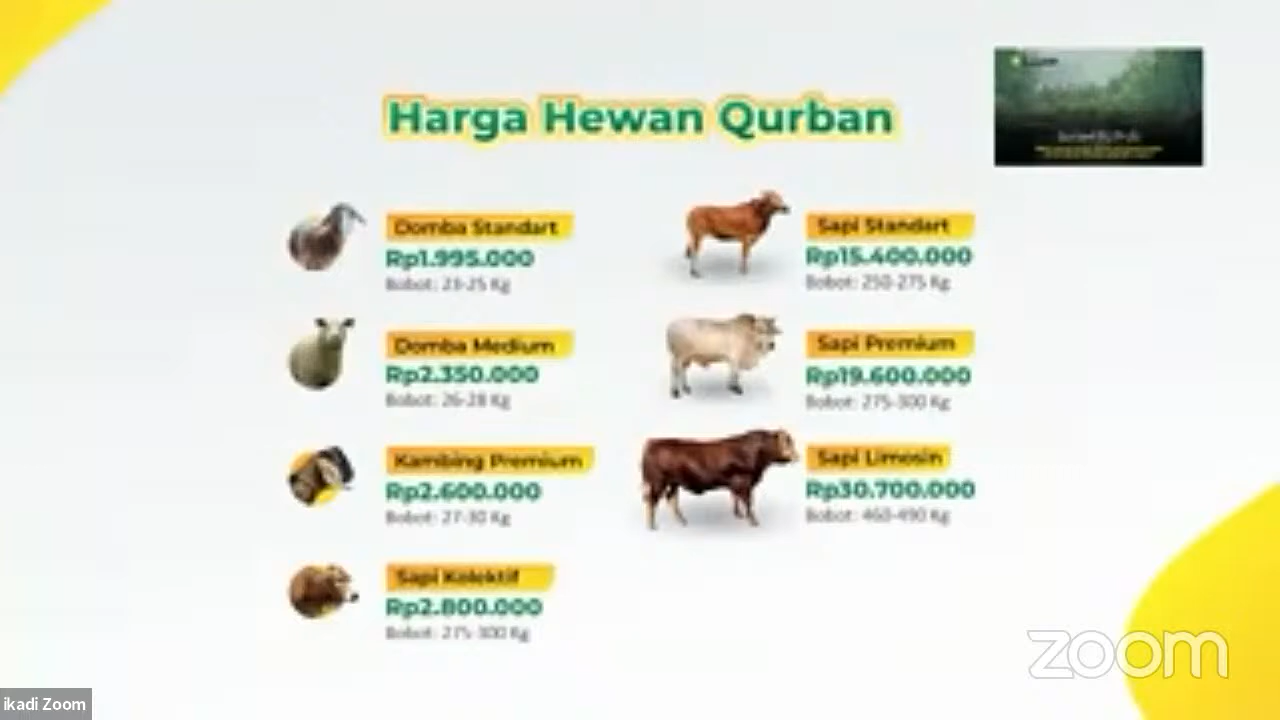 Harga Hewan Qurban
Domba Standart
Rp1.995.000
Bobot: 23-25 Kg
Domba Medium
Rp2.350.000
Bobot: 26-28 Kg
Kambing Premium
Rp2.600.000
Bobot: 27-30 Kg
Sapi Kolektif
Rp2.800.000
Bobot: 275-300 Kg
Sapi Standart
Rp15.400.000
Bobot: 250-275 Kg
Sapi Premium
Rp19.600.000
Bobot: 275-300 Kg
Sapi Limosin
Rp30.700.000
Bobot: 460-490 Kg
zoom
ikadi Zoom